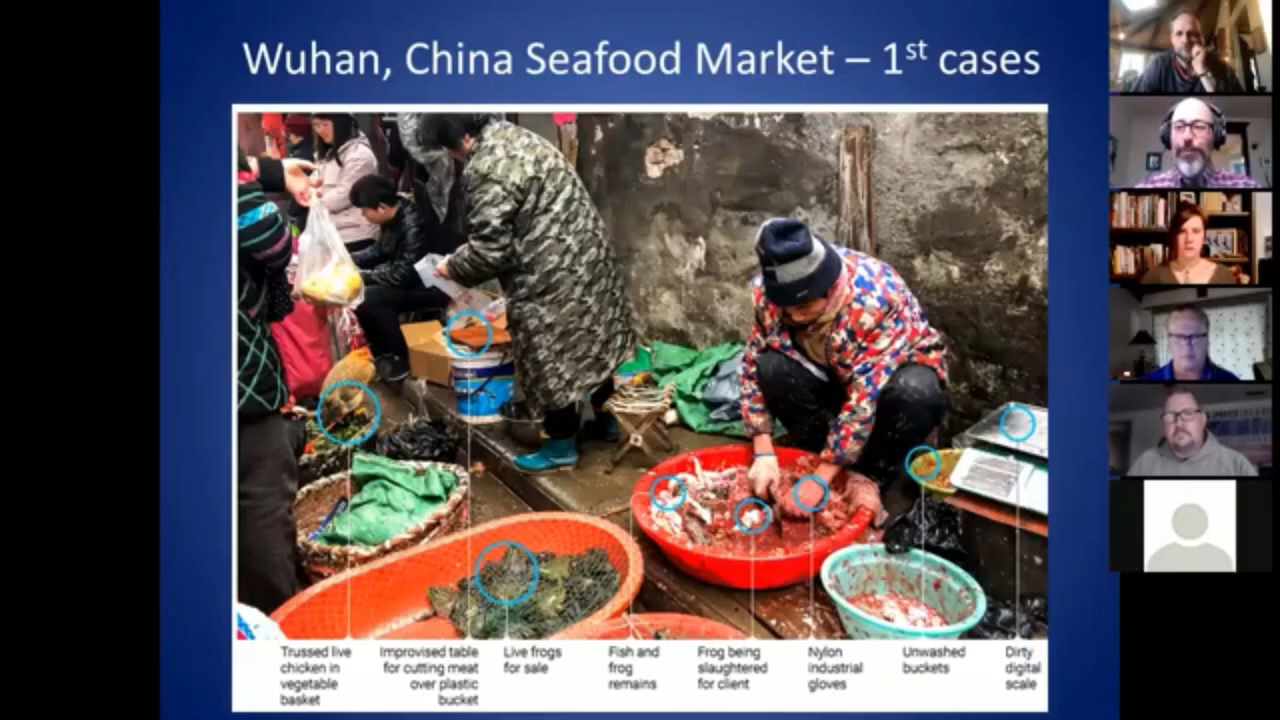 Wuhan, China Seafood Market – 1st cases
Trussed live
chicken in
vegetable
basket
Improvised table
for cutting meat
over plastic
bucket
Live frogs
for sale
Fish and
frog
remains
Frog being
slaughtered
for client
Nylon
industrial
gloves
Unwashed
buckets
Dirty
digital
scale